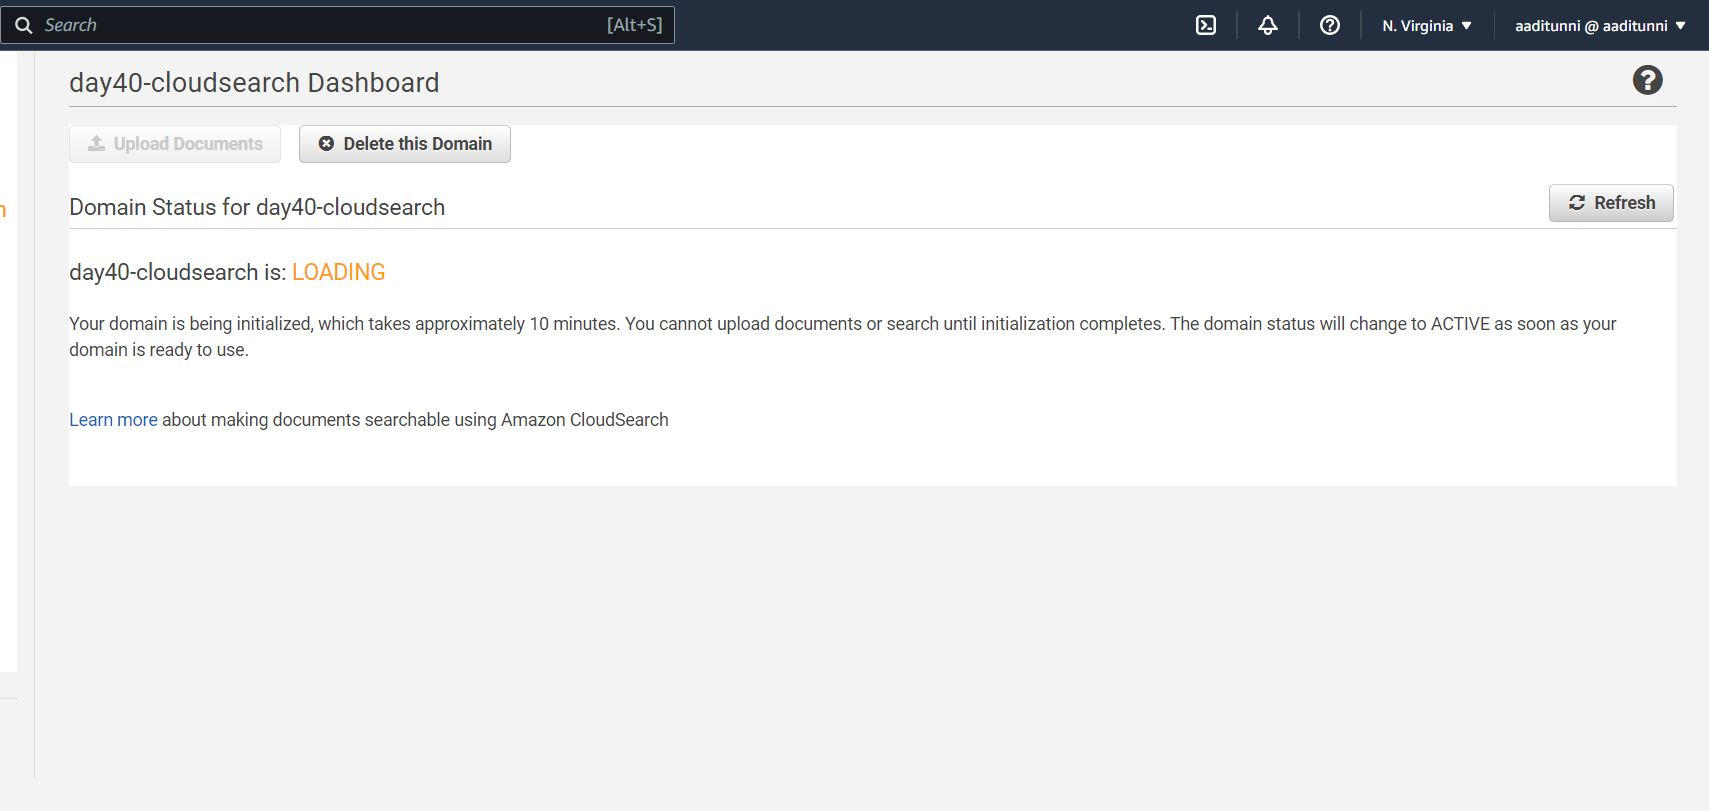 Search [Alt+S] N. Virginia ▼ aaditunni @ aaditunni ▼
day40-cloudsearch Dashboard
Upload Documents Delete this Domain
Domain Status for day40-cloudsearch Refresh
day40-cloudsearch is: LOADING
Your domain is being initialized, which takes approximately 10 minutes. You cannot upload documents or search until initialization completes. The domain status will change to ACTIVE as soon as your
domain is ready to use.
Learn more about making documents searchable using Amazon CloudSearch